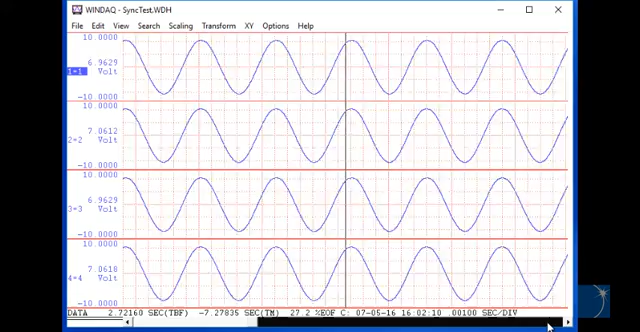 WINDAQ - SyncTest.WDH
File Edit View Search Scaling Transform XY Options Help
10.0000
6.9629
1=1 Volt
-10.0000
10.0000
7.0612
2=2 Volt
-10.0000
10.0000
6.9629
3=3 Volt
-10.0000
10.0000
7.0618
4=4 Volt
-10.0000
DATA 2.72160 SEC(TBF) -7.27835 SEC(TM) 27.2 %EOF C: 07-05-16 16:02:10 .00100 SEC/DIV